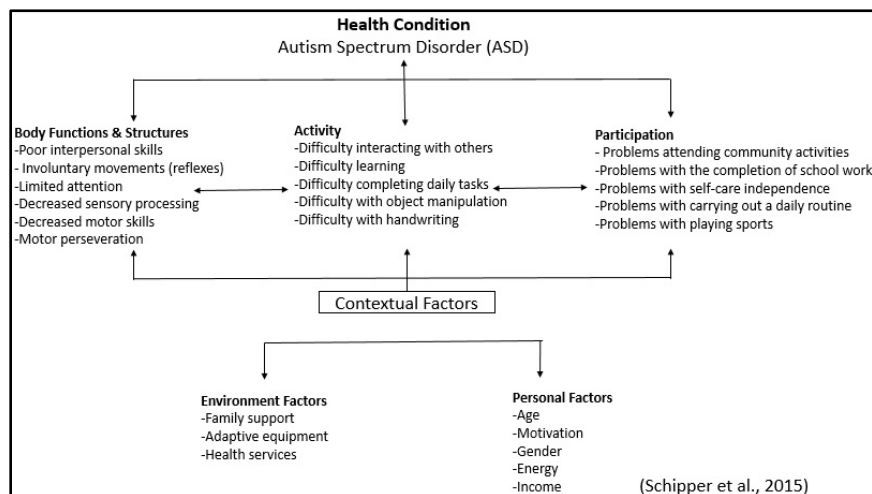 Health Condition
Autism Spectrum Disorder (ASD)
Body Functions & Structures
-Poor interpersonal skills
- Involuntary movements (reflexes)
-Limited attention
-Decreased sensory processing
-Decreased motor skills
-Motor perseveration
Activity
-Difficulty interacting with others
-Difficulty learning
-Difficulty completing daily tasks
-Difficulty with object manipulation
-Difficulty with handwriting
Participation
- Problems attending community activities
-Problems with the completion of school work
-Problems with self-care independence
-Problems with carrying out a daily routine
-Problems with playing sports
Contextual Factors
Environment Factors
-Family support
-Adaptive equipment
-Health services
Personal Factors
-Age
-Motivation
-Gender
-Energy
-Income
(Schipper et al., 2015)